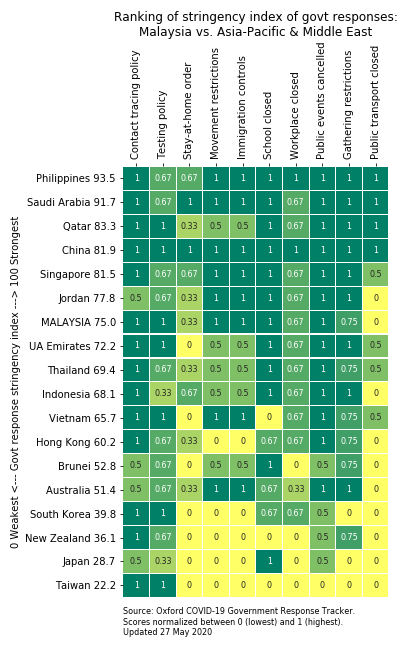 Ranking of stringency index of govt responses:
Malaysia vs. Asia-Pacific & Middle East
Contact tracing policy
Testing policy
Stay-at-home order
Movement restrictions
Immigration controls
School closed
Workplace closed
Public events cancelled
Gathering restrictions
Public transport closed
0 Weakest <--- Govt response stringency index ---> 100 Strongest
Philippines 93.5 1 0.67 0.67 1 1 1 1 1 1 1
Saudi Arabia 91.7 1 0.67 1 1 1 1 0.67 1 1 1
Qatar 83.3 1 1 0.33 0.5 0.5 1 0.67 1 1 1
China 81.9 1 1 1 1 1 1 1 1 1 1
Singapore 81.5 1 0.67 0.67 1 1 1 0.67 1 1 0.5
Jordan 77.8 0.5 0.67 0.33 1 1 1 0.67 1 1 0
MALAYSIA 75.0 1 1 0.33 1 1 1 0.67 1 0.75 0
UA Emirates 72.2 1 1 0 0.5 0.5 1 0.67 1 1 0.5
Thailand 69.4 1 0.67 0.33 0.5 0.5 1 0.67 1 0.75 0.5
Indonesia 68.1 1 0.33 0.67 0.5 0.5 1 0.67 1 1 0
Vietnam 65.7 1 1 0 1 1 0 0.67 1 0.75 0.5
Hong Kong 60.2 1 0.67 0.33 0 0 0.67 0.67 1 0.75 0
Brunei 52.8 0.5 0.67 0 0.5 0.5 1 0 0.5 0.75 0
Australia 51.4 0.5 0.67 0.33 1 1 0.67 0.33 1 1 0
South Korea 39.8 1 1 0 0 0 0.67 0.67 0.5 0 0
New Zealand 36.1 1 0.67 0 0 0 0 0 0.5 0.75 0
Japan 28.7 0.5 0.33 0 0 0 1 0 0.5 0 0
Taiwan 22.2 1 1 0 0 0 0 0 0 0 0
Source: Oxford COVID-19 Government Response Tracker.
Scores normalized between 0 (lowest) and 1 (highest).
Updated 27 May 2020